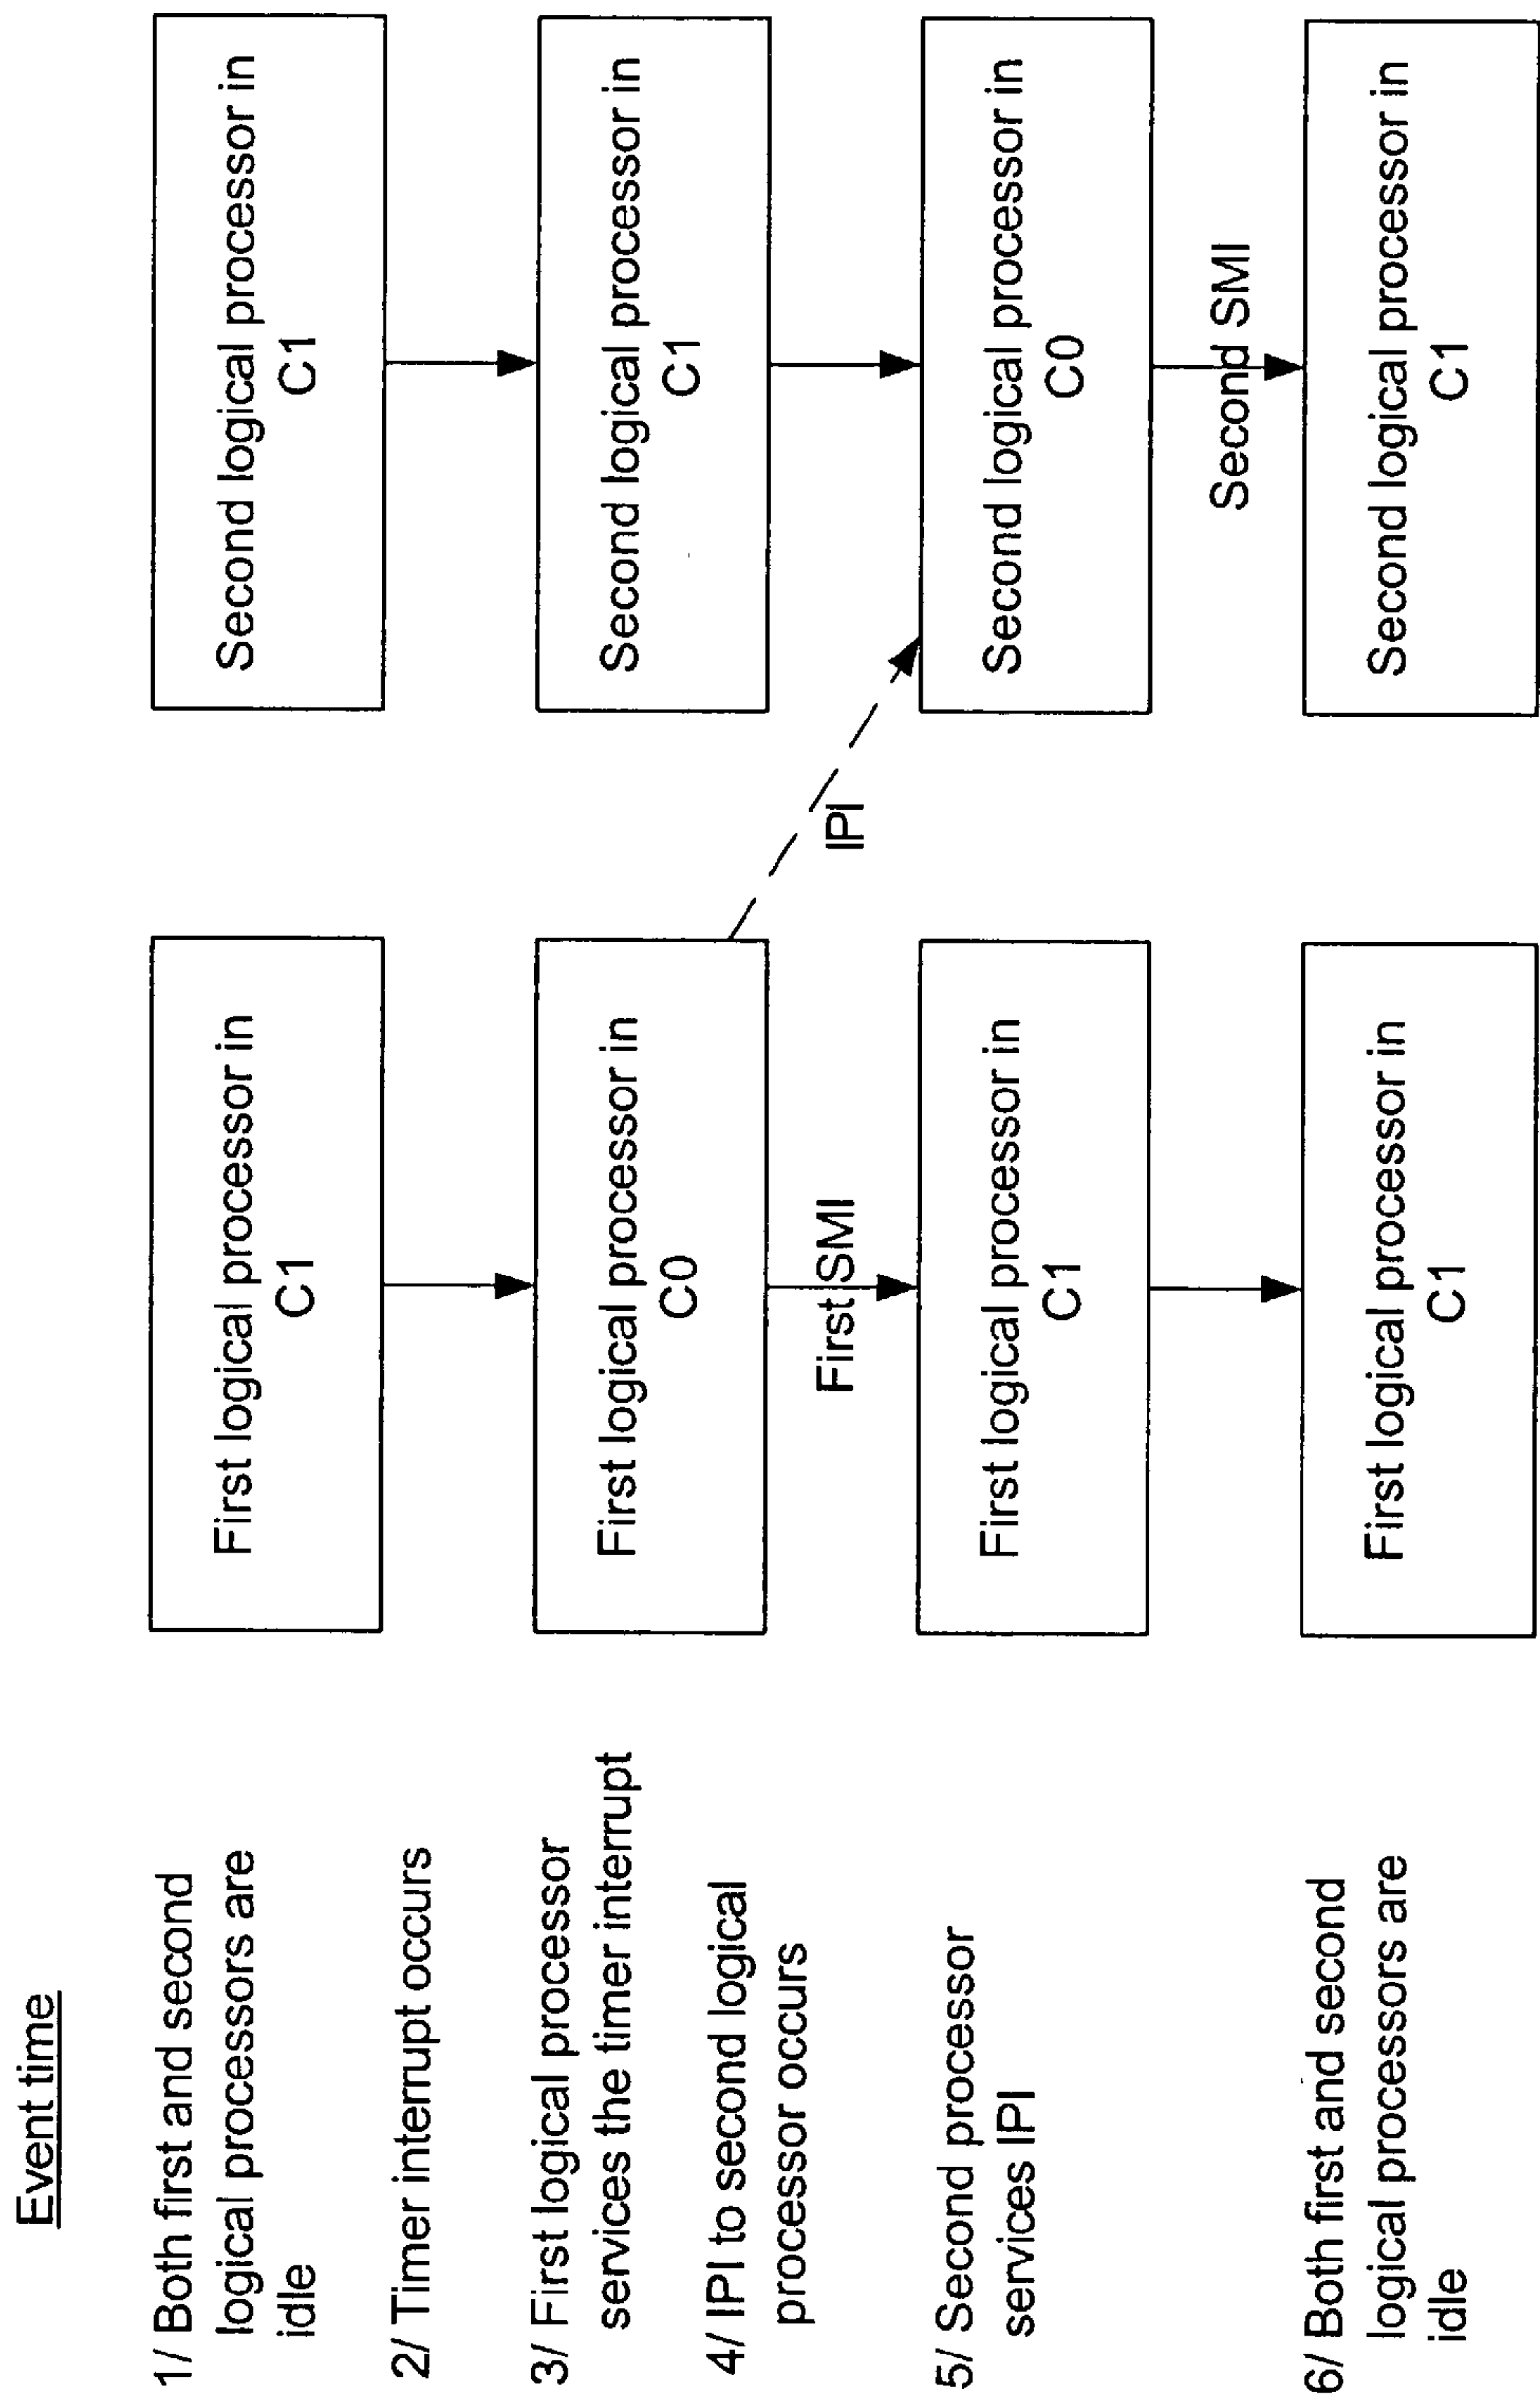 Event time
1/ Both first and second
logical processors are
idle
2/ Timer interrupt occurs
3/ First logical processor
services the timer interrupt
4/ IPI to second logical
processor occurs
5/ Second processor
services IPI
6/ Both first and second
logical processors are
idle
First logical processor in
C1
First logical processor in
C0
First SMI
First logical processor in
C1
First logical processor in
C1
IPI
Second logical processor in
C1
Second logical processor in
C1
Second logical processor in
C0
Second SMI
Second logical processor in
C1